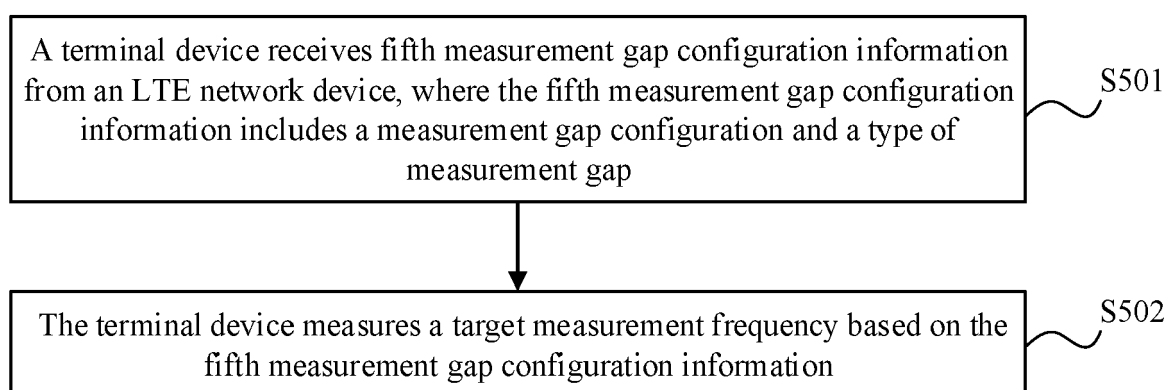 A terminal device receives fifth measurement gap configuration information
from an LTE network device, where the fifth measurement gap configuration
information includes a measurement gap configuration and a type of
measurement gap
S501
The terminal device measures a target measurement frequency based on the
fifth measurement gap configuration information
S502